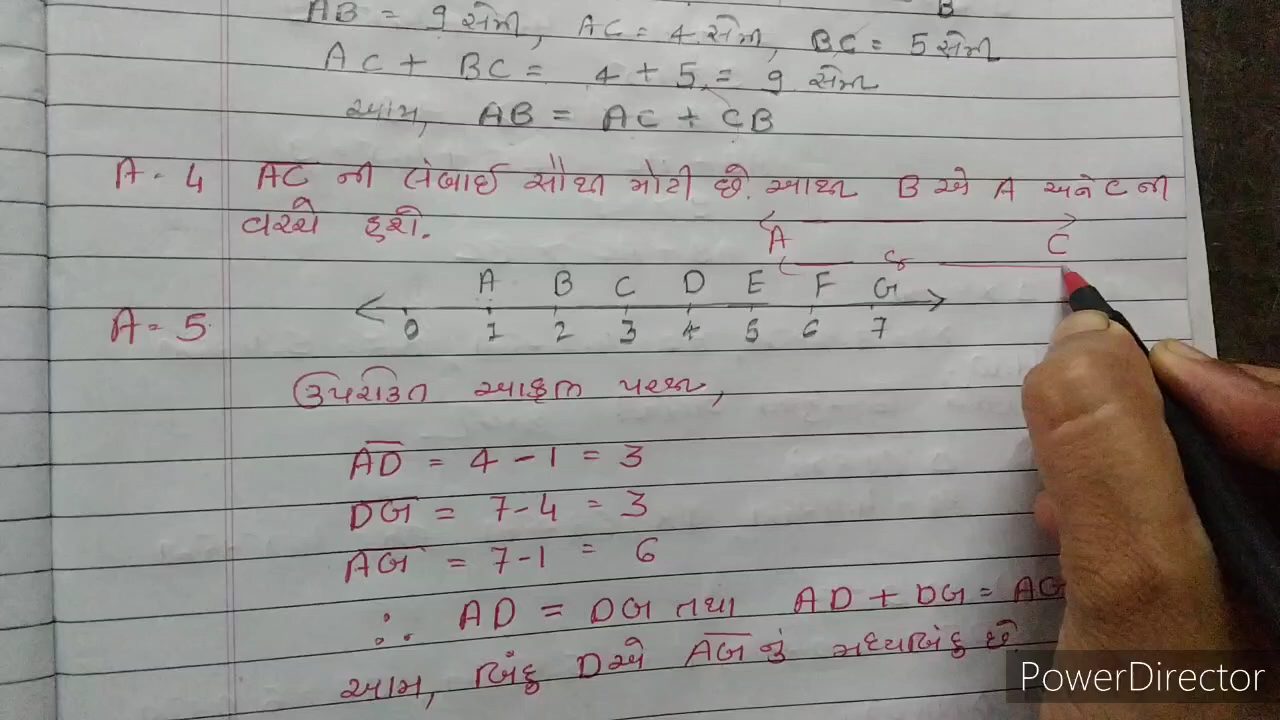 B
AB = 9 સેમી, AC = 4 સેમી, BC = 5 સેમી
AC + BC = 4 + 5 = 9 સેમી
આમ, AB = AC + CB
A - 4 AC ની લંબાઈ સૌથી મોટી છે. આથી B એ A અને C ની
વચ્ચે હશે.
A C
8
A B C D E F G
A - 5. 0 1 2 3 4 5 6 7
ઉપરોક્ત આકૃતિ પરથી,
AD = 4 - 1 = 3
DG = 7 - 4 = 3
AG = 7 - 1 = 6
∴ AD = DG તથા AD + DG = AG
આમ, બિંદુ D એ AG નું મધ્યબિંદુ છે.
PowerDirector